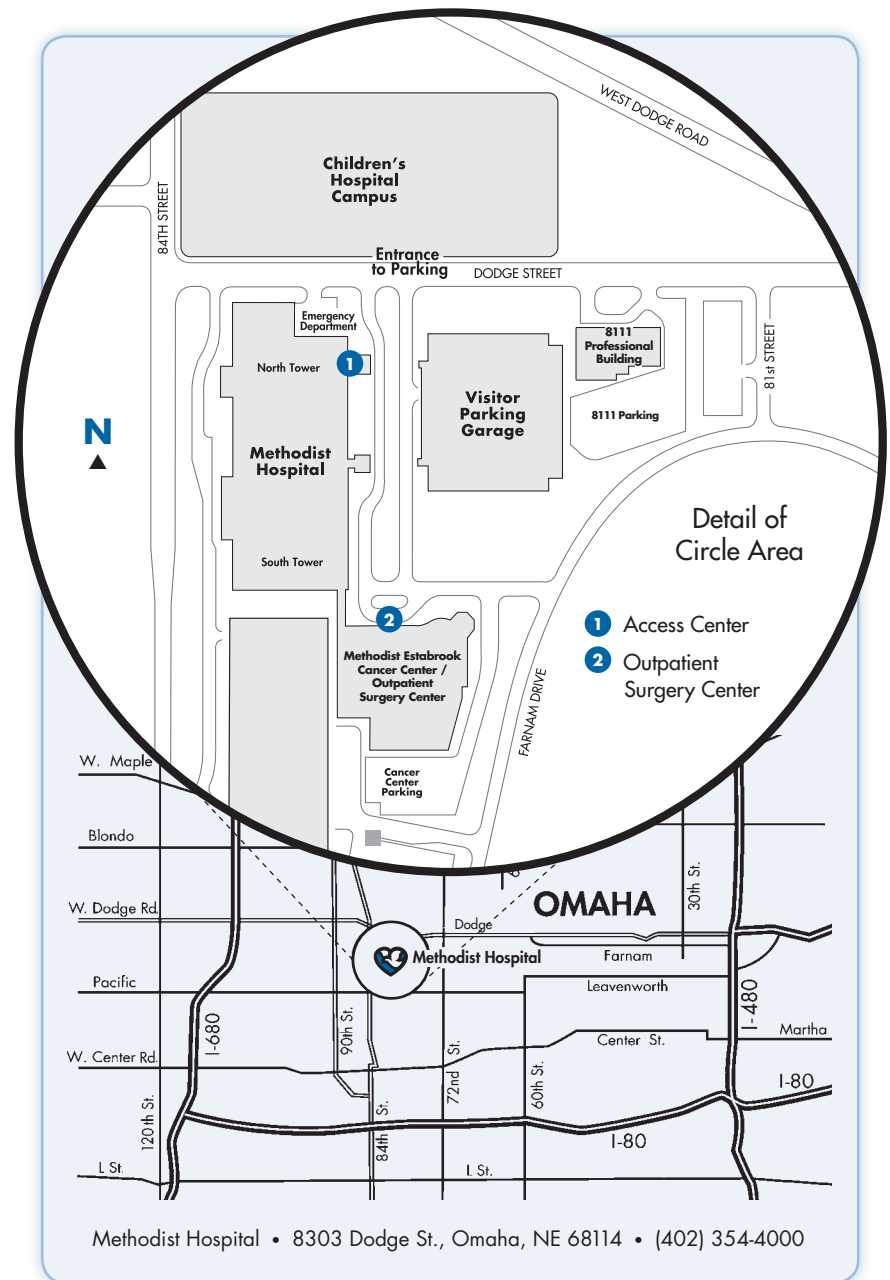 WEST DODGE ROAD
Children's
Hospital
Campus
84TH STREET
Entrance
to Parking
DODGE STREET
Emergency
Department
1
North Tower
8111
Professional
Building
81st STREET
Visitor
Parking
Garage
8111 Parking
N
Methodist
Hospital
South Tower
Detail of
Circle Area
2
1 Access Center
2 Outpatient
Surgery Center
Methodist Estabrook
Cancer Center /
Outpatient
Surgery Center
FARNAM DRIVE
Cancer
Center
Parking
W. Maple
Blondo
30th St.
OMAHA
W. Dodge Rd.
Dodge
Methodist Hospital
Farnam
Pacific
Leavenworth
I-680
90th St.
I-480
Center St.
Martha
W. Center Rd.
72nd St.
60th St.
I-80
120th St.
84th St.
I-80
L St.
L St.
Methodist Hospital • 8303 Dodge St., Omaha, NE 68114 • (402) 354-4000